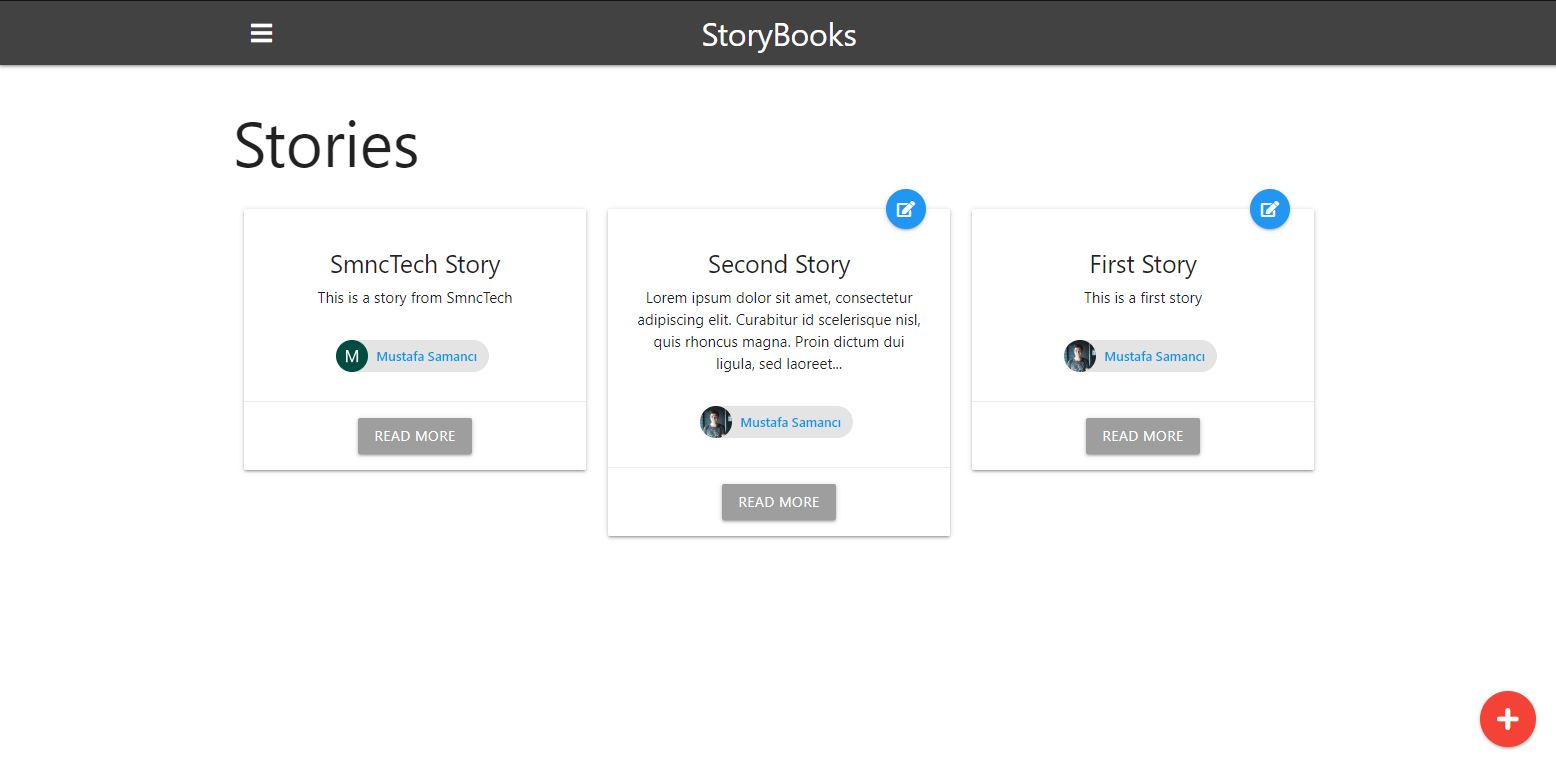 StoryBooks
Stories
SmncTech Story
This is a story from SmncTech
M Mustafa Samancı
READ MORE
Second Story
Lorem ipsum dolor sit amet, consectetur
adipiscing elit. Curabitur id scelerisque nisl,
quis rhoncus magna. Proin dictum dui
ligula, sed laoreet...
Mustafa Samancı
READ MORE
First Story
This is a first story
Mustafa Samancı
READ MORE